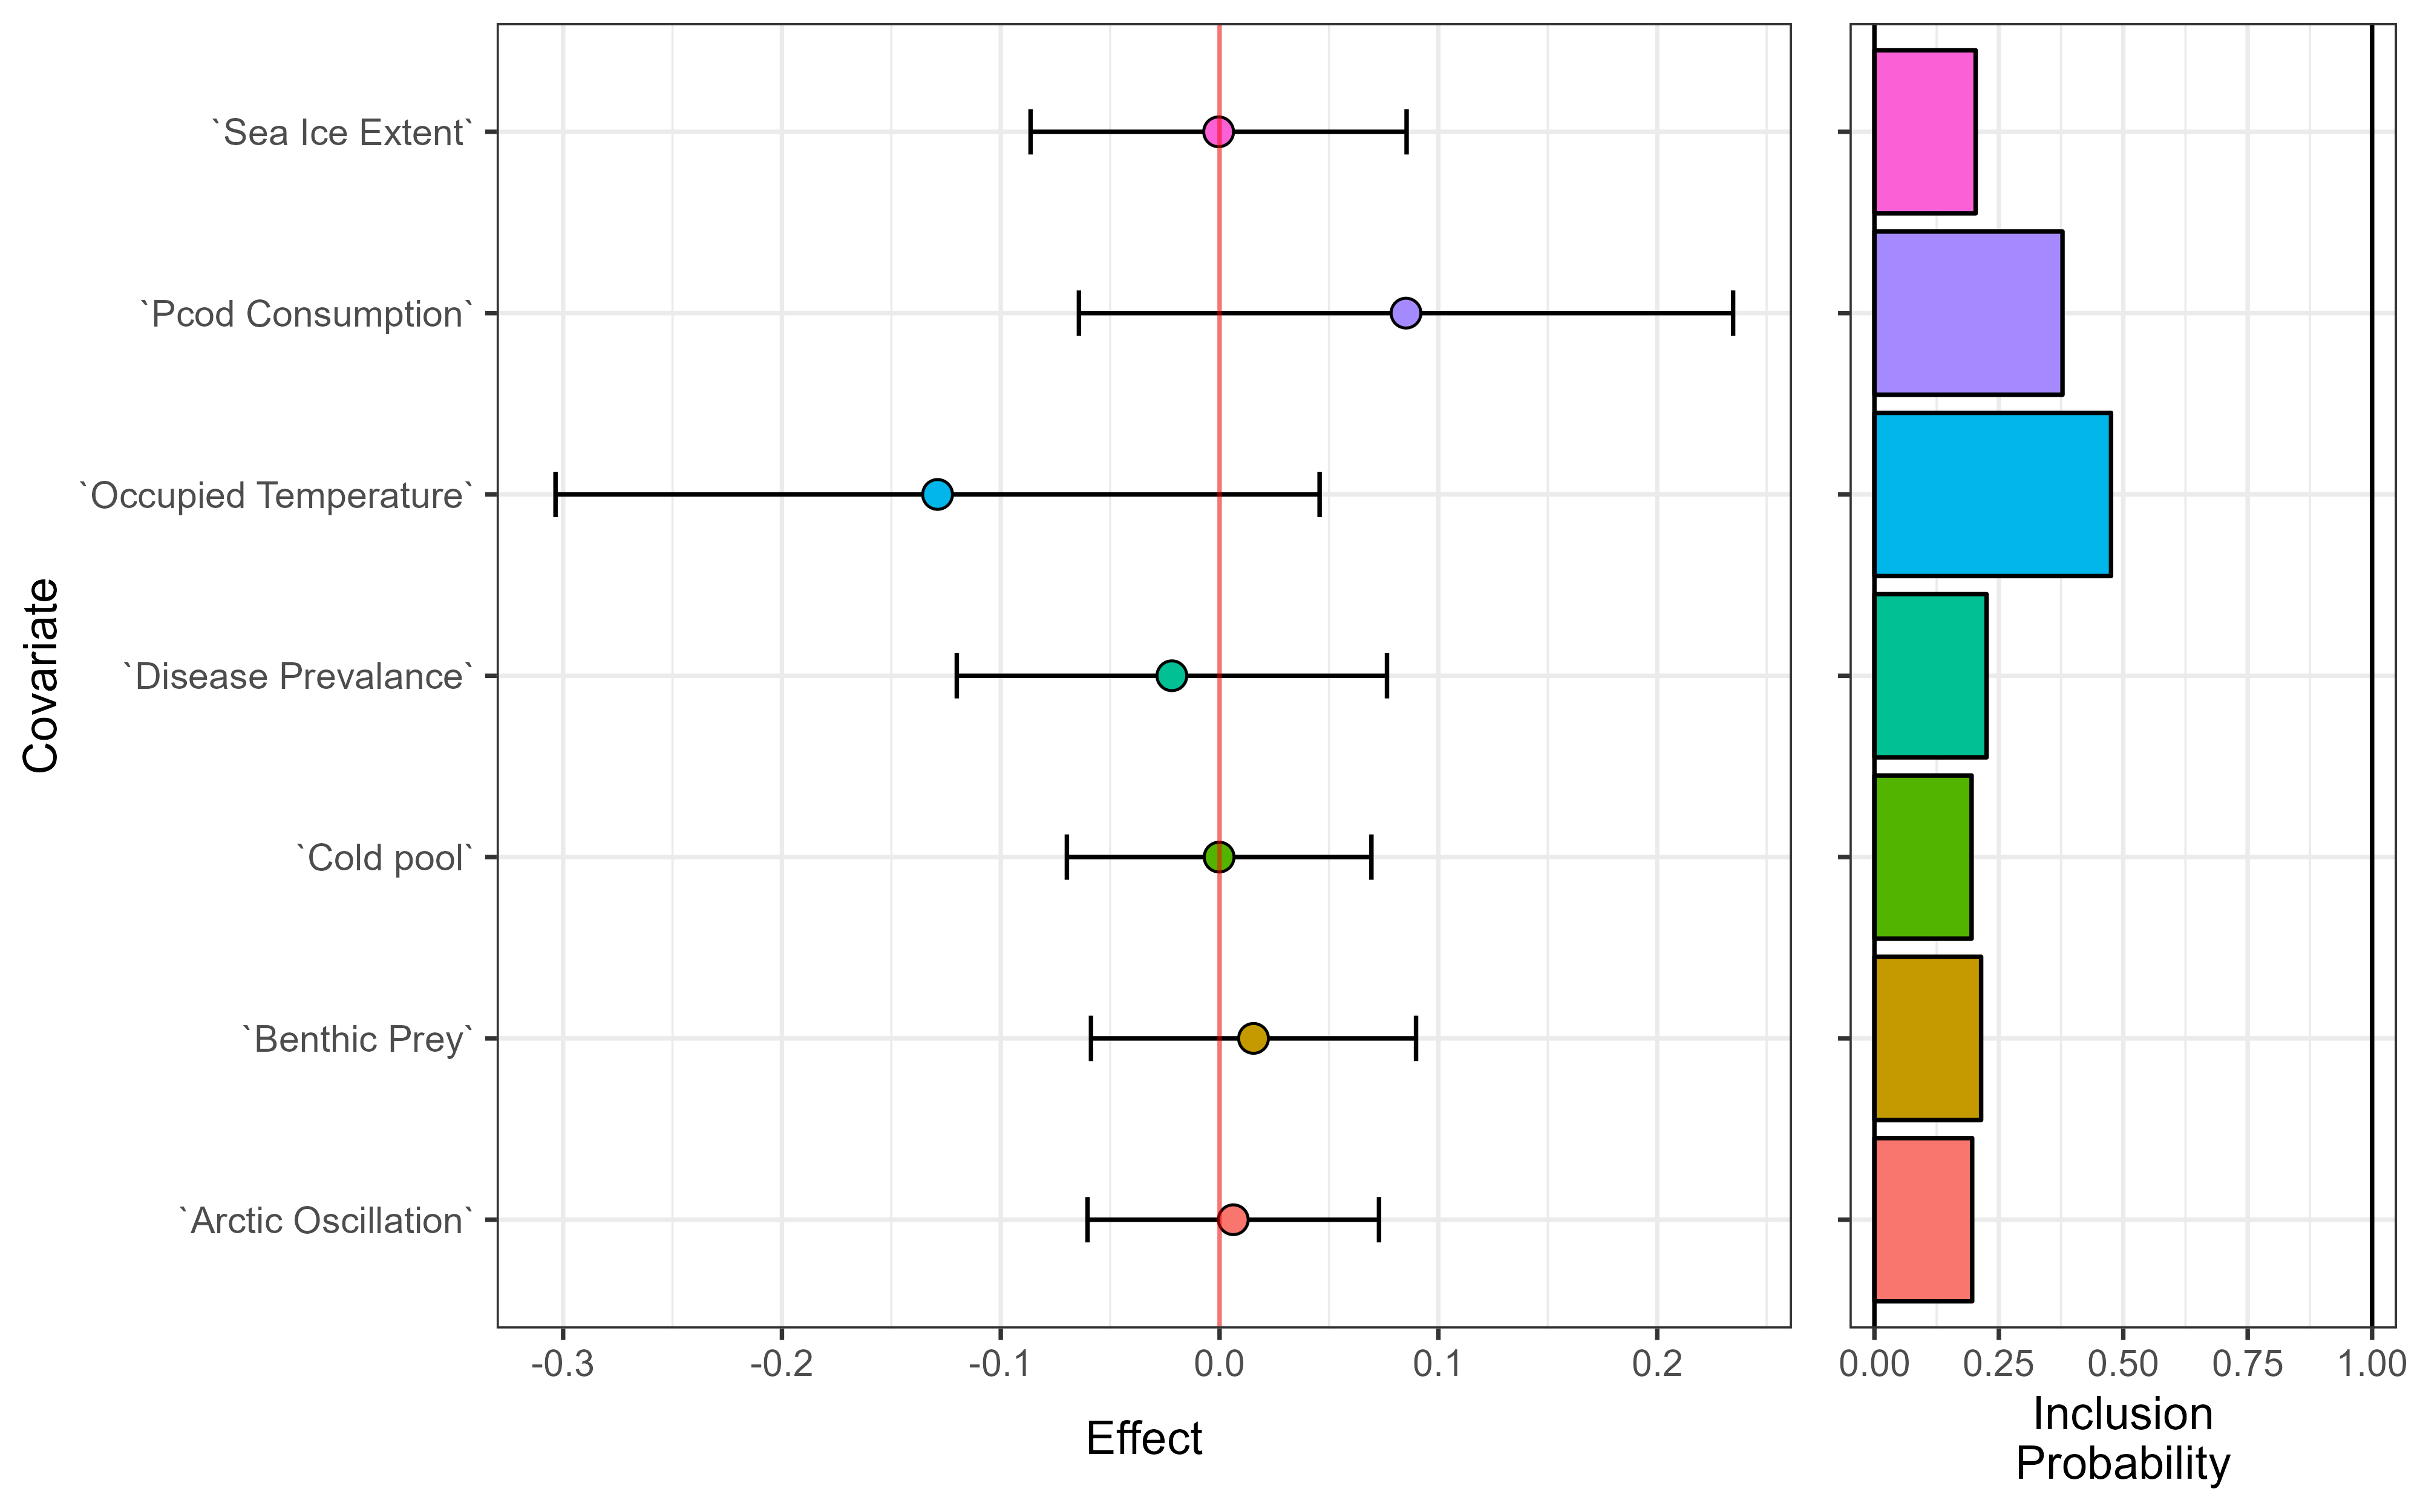 Covariate
`Sea Ice Extent`
`Pcod Consumption`
`Occupied Temperature`
`Disease Prevalance`
`Cold pool`
`Benthic Prey`
`Arctic Oscillation`
-0.3 -0.2 -0.1 0.0 0.1 0.2
Effect
0.00 0.25 0.50 0.75 1.00
Inclusion
Probability